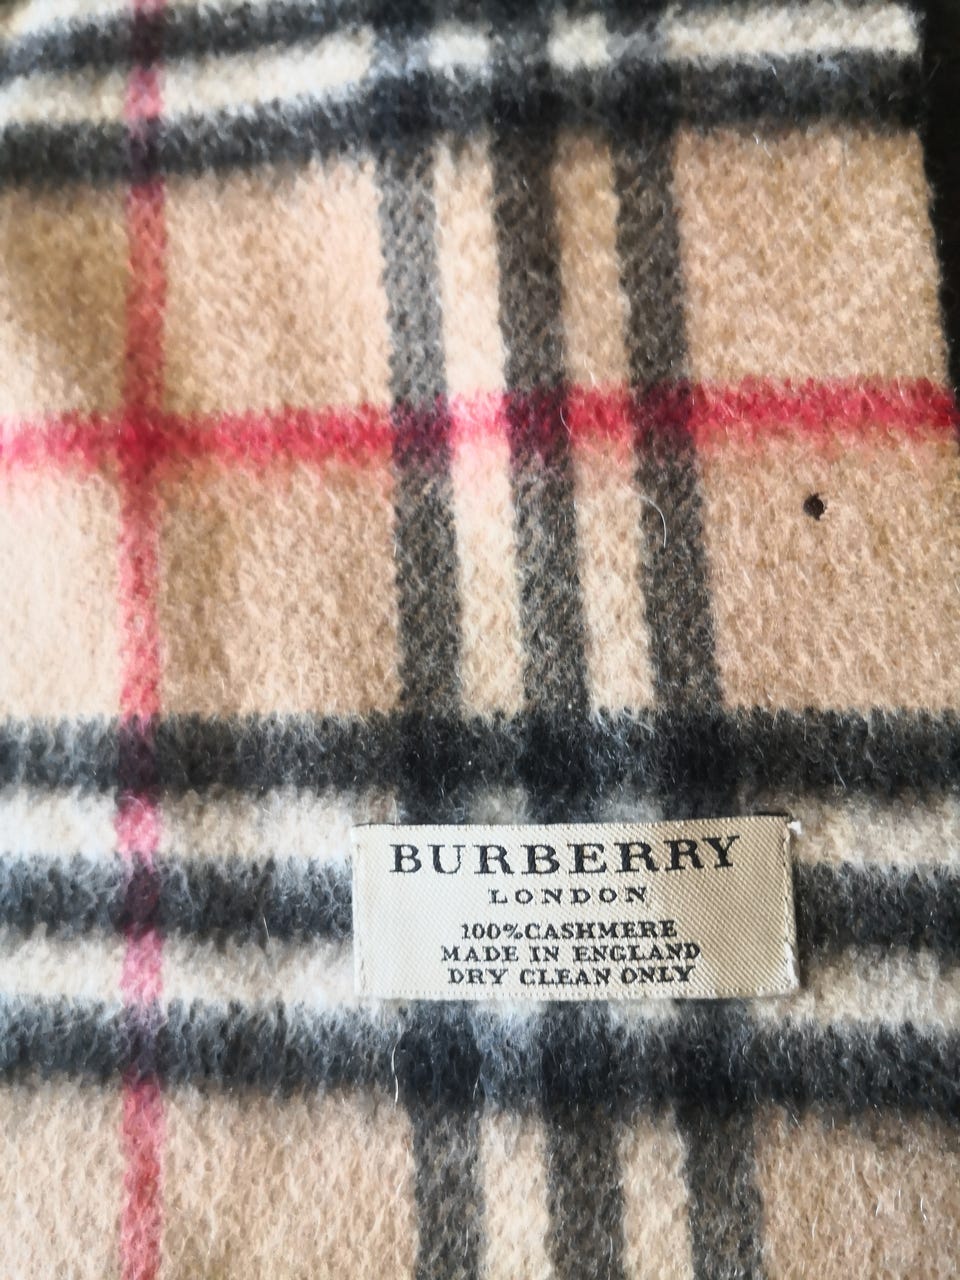 BURBERRY
LONDON
100%CASHMERE
MADE IN ENGLAND
DRY CLEAN ONLY